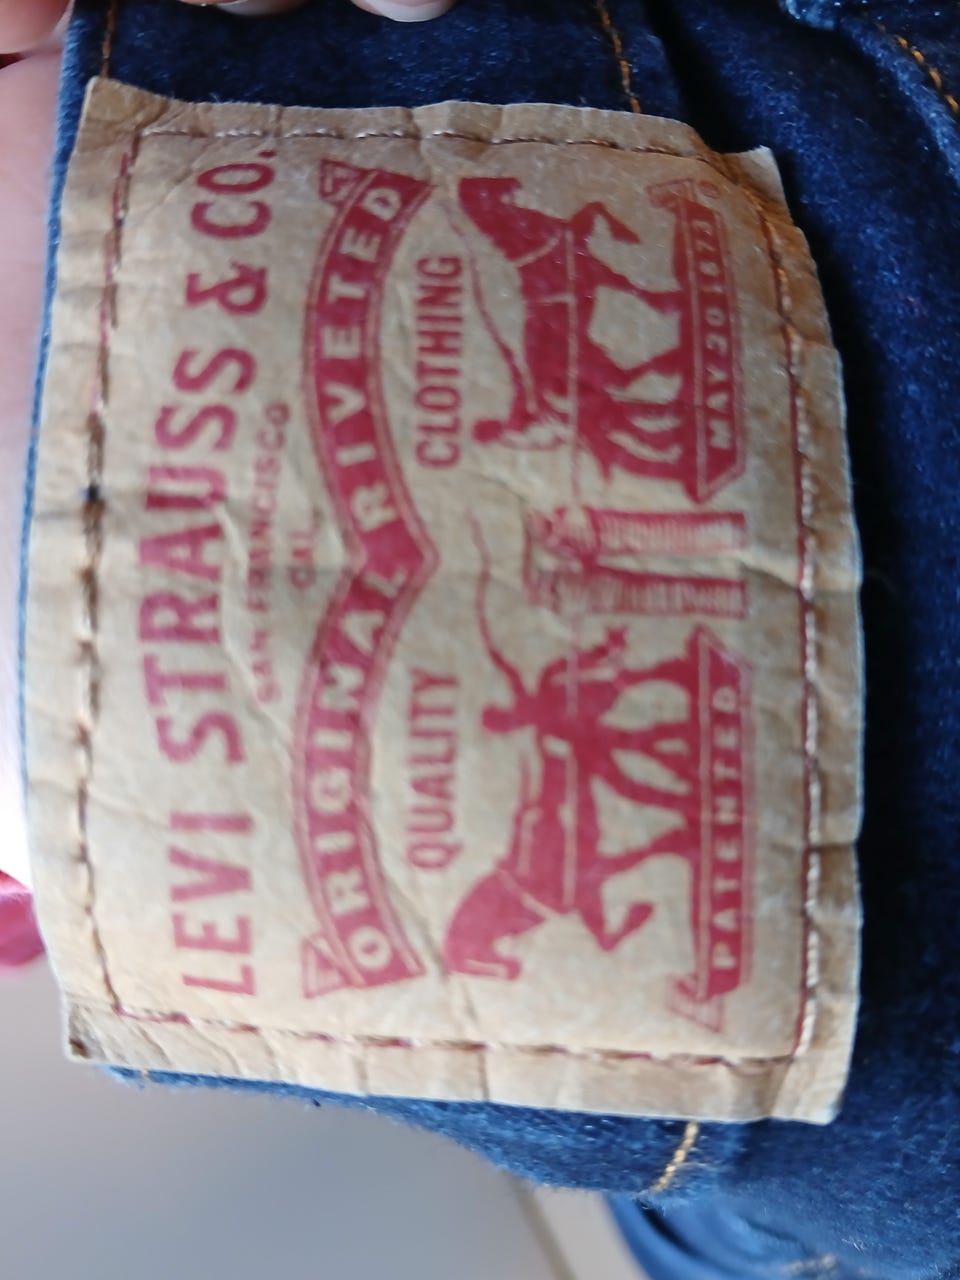 LEVI STRAUSS & CO.
SAN FRANCISCO
CAL.
ORIGINAL RIVETED
QUALITY CLOTHING
PATENTED MAY 20 1873